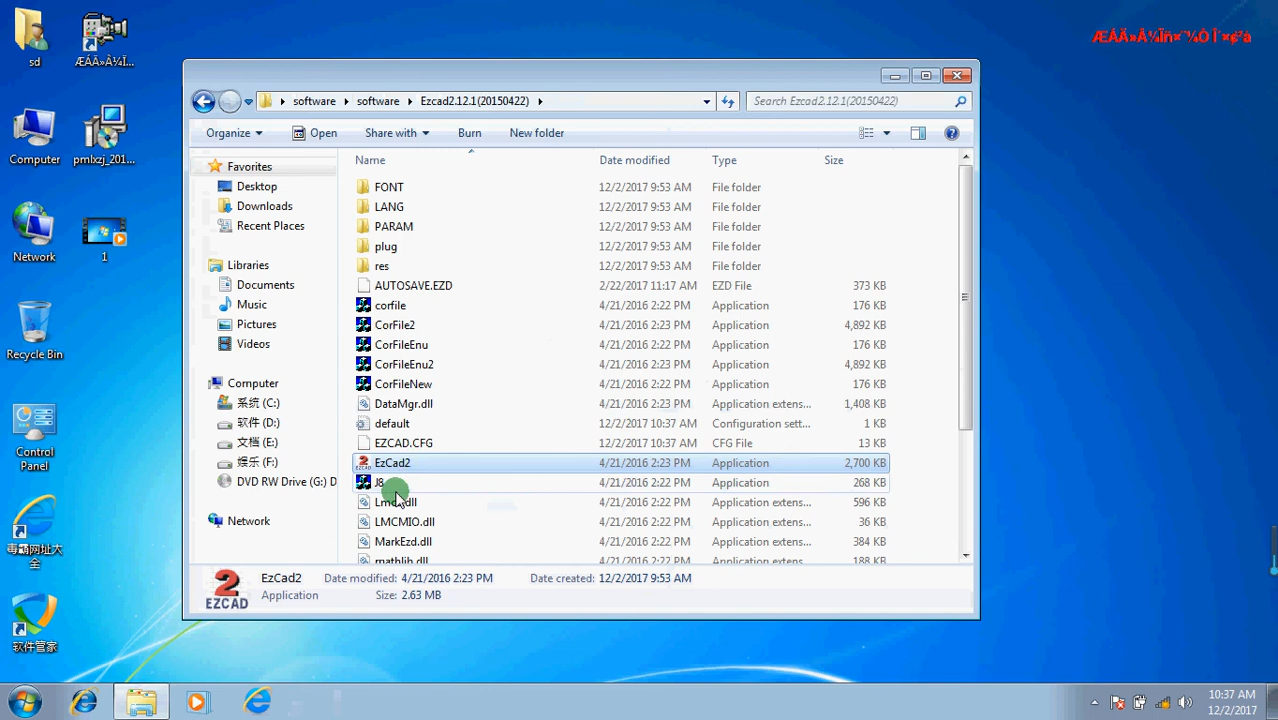 sd
ÆÁÄ»Â¼Ïñ×¨¼Ò Î´×¢²á
ÆÁÄ»Â¼Ï...
Computer
pmlxzj_201...
Network
1
Recycle Bin
Control
Panel
毒霸网址大
全
软件管家
software
software
Ezcad2.12.1(20150422)
Search Ezcad2.12.1(20150422)
Organize
Open
Share with
Burn
New folder
Favorites
Desktop
Downloads
Recent Places
Libraries
Documents
Music
Pictures
Videos
Computer
系统 (C:)
软件 (D:)
文档 (E:)
娱乐 (F:)
DVD RW Drive (G:) D
Network
Name Date modified Type Size
FONT 12/2/2017 9:53 AM File folder
LANG 12/2/2017 9:53 AM File folder
PARAM 12/2/2017 9:53 AM File folder
plug 12/2/2017 9:53 AM File folder
res 12/2/2017 9:53 AM File folder
AUTOSAVE.EZD 2/22/2017 11:17 AM EZD File 373 KB
corfile 4/21/2016 2:22 PM Application 176 KB
CorFile2 4/21/2016 2:23 PM Application 4,892 KB
CorFileEnu 4/21/2016 2:22 PM Application 176 KB
CorFileEnu2 4/21/2016 2:22 PM Application 4,892 KB
CorFileNew 4/21/2016 2:22 PM Application 176 KB
DataMgr.dll 4/21/2016 2:23 PM Application extens... 1,408 KB
default 12/2/2017 10:37 AM Configuration sett... 1 KB
EZCAD.CFG 12/2/2017 10:37 AM CFG File 13 KB
EzCad2 4/21/2016 2:23 PM Application 2,700 KB
J8 4/21/2016 2:22 PM Application 268 KB
4/21/2016 2:22 PM Application extens... 596 KB
LMCMIO.dll 4/21/2016 2:22 PM Application extens... 36 KB
MarkEzd.dll 4/21/2016 2:22 PM Application extens... 384 KB
mathlib.dll 4/21/2016 2:22 PM Application extens... 188 KB
2
EZCAD
EzCad2 Date modified: 4/21/2016 2:23 PM Date created: 12/2/2017 9:53 AM
Application Size: 2.63 MB
10:37 AM
12/2/2017